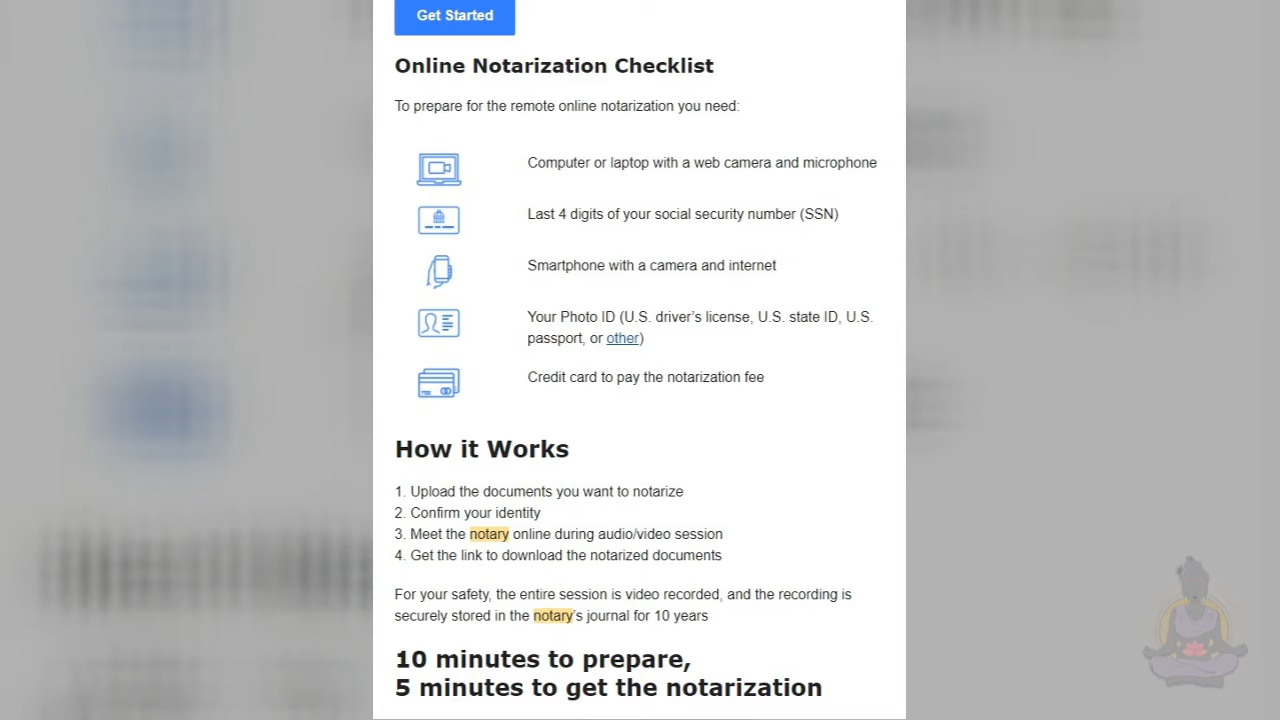 Get Started
Online Notarization Checklist
To prepare for the remote online notarization you need:
Computer or laptop with a web camera and microphone
Last 4 digits of your social security number (SSN)
Smartphone with a camera and internet
Your Photo ID (U.S. driver’s license, U.S. state ID, U.S.
passport, or other)
Credit card to pay the notarization fee
How it Works
1. Upload the documents you want to notarize
2. Confirm your identity
3. Meet the notary online during audio/video session
4. Get the link to download the notarized documents
For your safety, the entire session is video recorded, and the recording is
securely stored in the notary’s journal for 10 years
10 minutes to prepare,
5 minutes to get the notarization